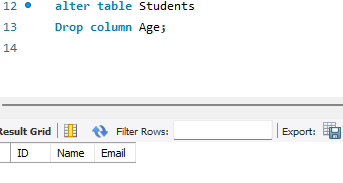 12 alter table Students
13 Drop column Age;
14
Result Grid Filter Rows: Export:
ID Name Email